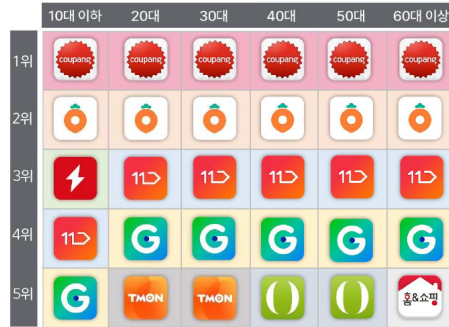 10대 이하 20대 30대 40대 50대 60대 이상
1위 coupang coupang coupang coupang coupang coupang
2위
3위 11 11 11 11 11
4위 11 G G G G G
5위 G TMON TMON 홈&쇼핑